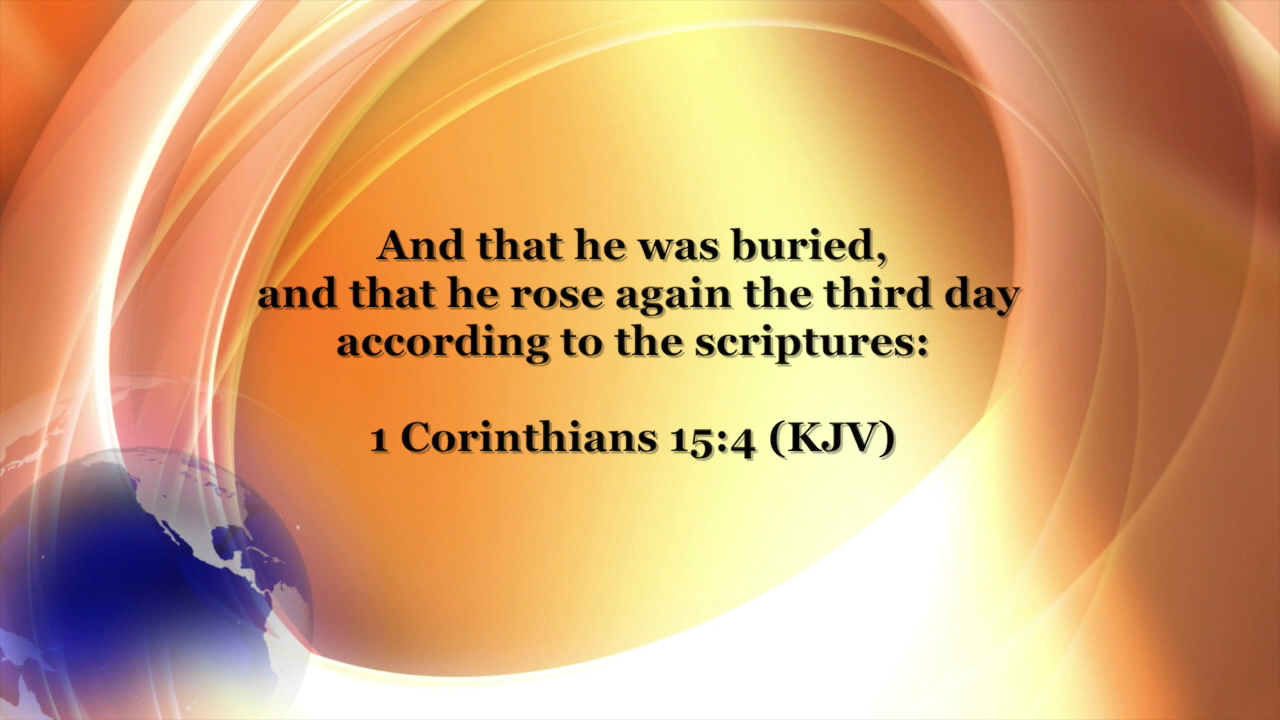 And that he was buried,
and that he rose again the third day
according to the scriptures:
1 Corinthians 15:4 (KJV)